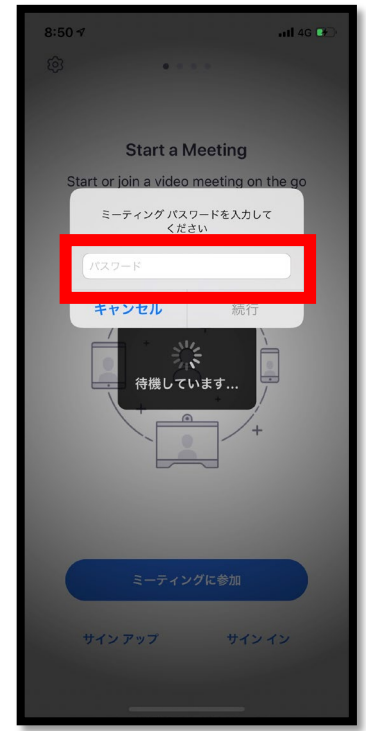 8:50
4G
Start a Meeting
Start or join a video meeting on the go
ミーティング パスワードを入力して
ください
パスワード
キャンセル 続行
待機しています...
ミーティングに参加
サイン アップ サイン イン